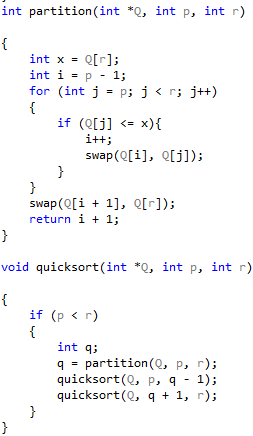 int partition(int *Q, int p, int r)
{
    int x = Q[r];
    int i = p - 1;
    for (int j = p; j < r; j++)
    {
        if (Q[j] <= x){
            i++;
            swap(Q[i], Q[j]);
        }
    }
    swap(Q[i + 1], Q[r]);
    return i + 1;
}
void quicksort(int *Q, int p, int r)
{
    if (p < r)
    {
        int q;
        q = partition(Q, p, r);
        quicksort(Q, p, q - 1);
        quicksort(Q, q + 1, r);
    }
}